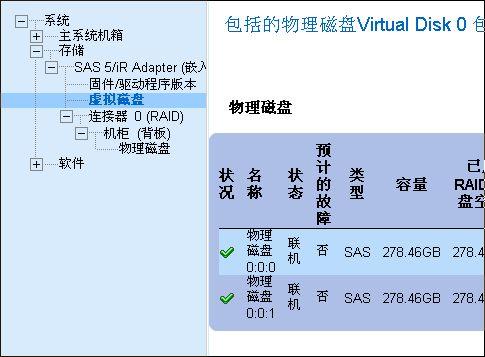 系统
主系统机箱
存储
SAS 5/iR Adapter (嵌入
固件/驱动程序版本
虚拟磁盘
连接器 0 (RAID)
机柜 (背板)
物理磁盘
软件
包括的物理磁盘Virtual Disk 0 包
物理磁盘
状况 名称 状态 预计的故障 类型 容量 已用 RAID 盘空
物理磁盘 0:0:0 联机 否 SAS 278.46GB 278.4
物理磁盘 0:0:1 联机 否 SAS 278.46GB 278.4